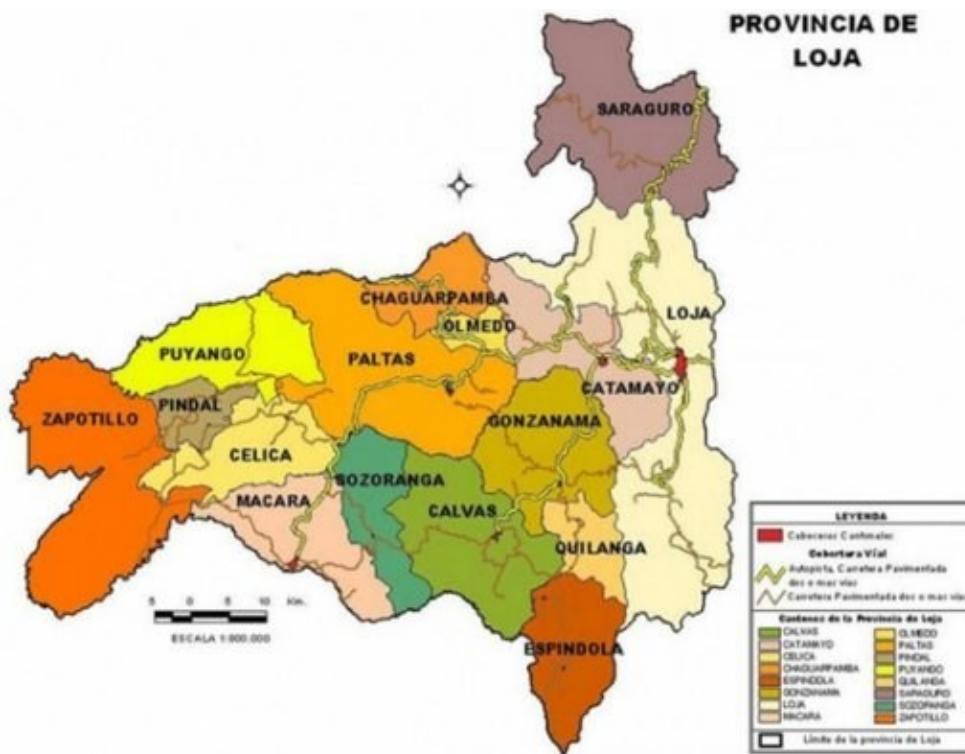 PROVINCIA DE
LOJA
SARAGURO
CHAGUARPAMBA
OLMEDO
LOJA
PUYANGO
PALTAS
CATAMAYO
ZAPOTILLO
PINDAL
GONZANAMA
CELICA
SOZORANGA
MACARA
CALVAS
QUILANGA
ESPINDOLA
5 0 5 10 Km.
ESCALA 1:800.000
LEYENDA
Cabeceras Cantonales
Cobertura Vial
Autopista, Carretera Pavimentada
dos o mas vias
Carretera Pavimentada dos o mas vias
Cantones de la Provincia de Loja
CALVAS
CATAMAYO
CELICA
CHAGUARPAMBA
ESPINDOLA
GONZANAMA
LOJA
MACARA
OLMEDO
PALTAS
PINDAL
PUYANGO
QUILANGA
SARAGURO
SOZORANGA
ZAPOTILLO
Límite de la provincia de Loja